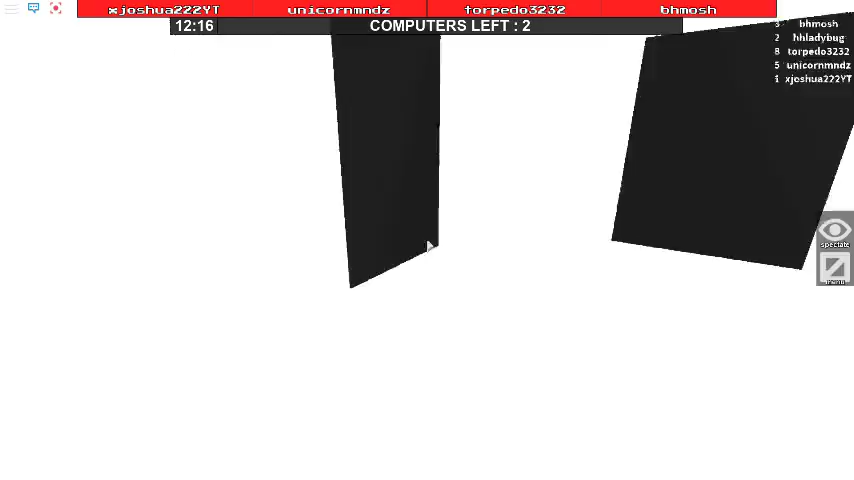 xjoshua222YT unicornmndz torpedo3232 bhmosh
12:16 COMPUTERS LEFT : 2
3 bhmosh
2 hhladybug
8 torpedo3232
5 unicornmndz
1 xjoshua222YT
spectate
menu